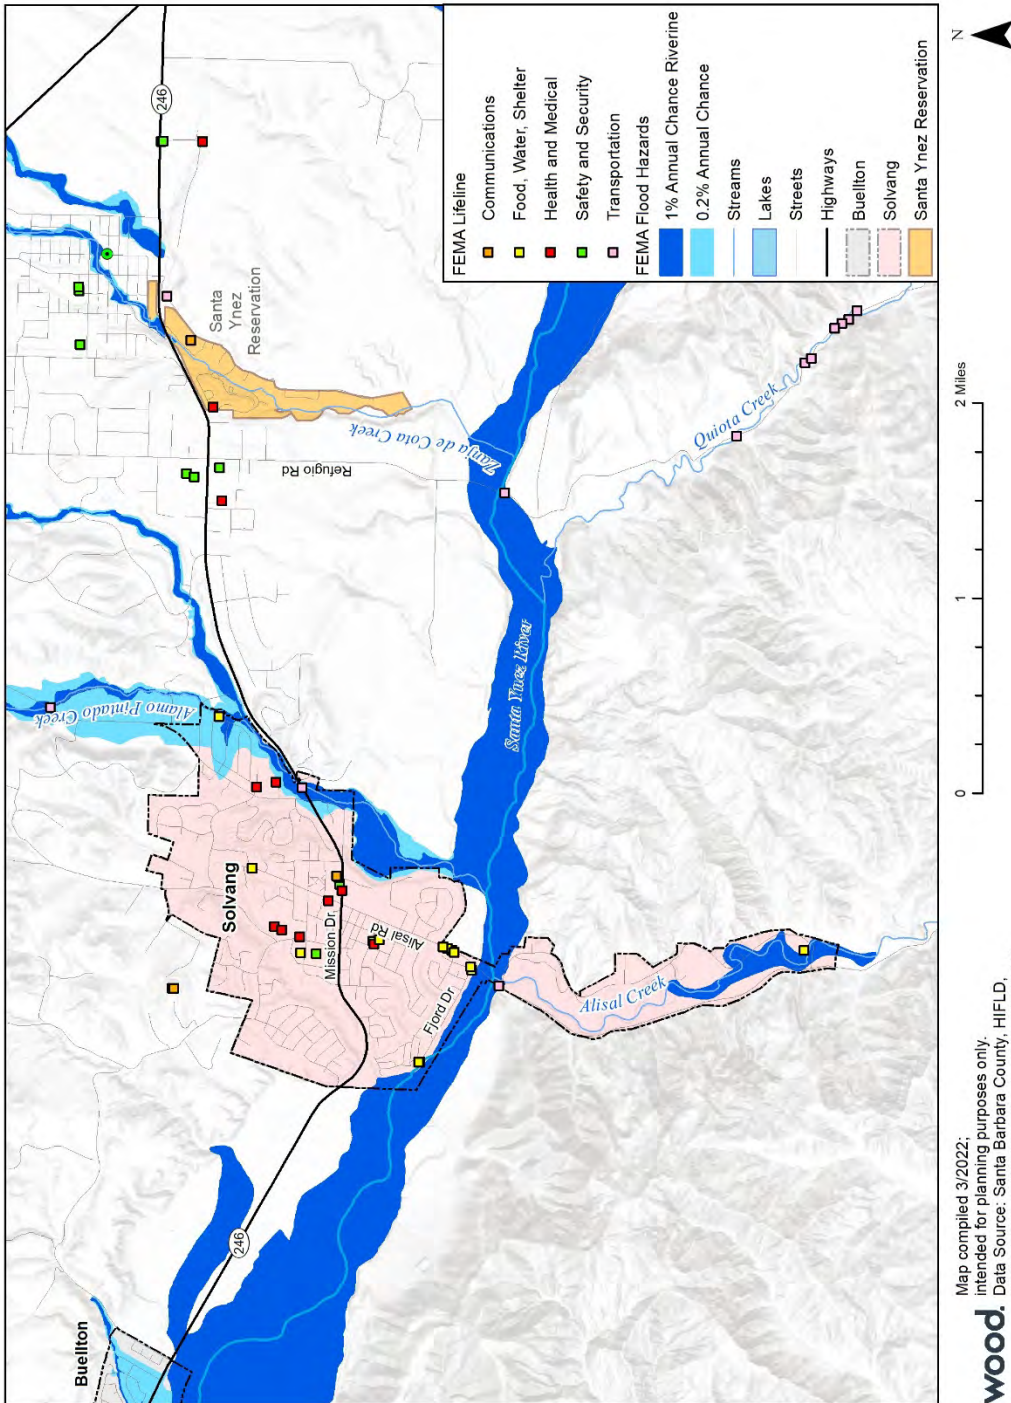 246
Santa
Ynez
Reservation
Refugio Rd
Zanja de Cota Creek
Quiota Creek
Santa Ynez River
Alamo Pintado Creek
Solvang
Mission Dr
Alisal Rd
Fjord Dr
Alisal Creek
246
Buellton
FEMA Lifeline
Communications
Food, Water, Shelter
Health and Medical
Safety and Security
Transportation
FEMA Flood Hazards
1% Annual Chance Riverine
0.2% Annual Chance
Streams
Lakes
Streets
Highways
Buellton
Solvang
Santa Ynez Reservation
N
0 1 2 Miles
wood.
Map compiled 3/2022;
intended for planning purposes only.
Data Source: Santa Barbara County, HIFLD,